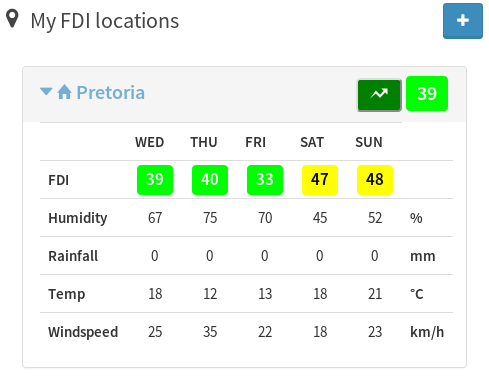 My FDI locations
+
Pretoria 39
WED THU FRI SAT SUN
FDI 39 40 33 47 48
Humidity 67 75 70 45 52 %
Rainfall 0 0 0 0 0 mm
Temp 18 12 13 18 21 °C
Windspeed 25 35 22 18 23 km/h